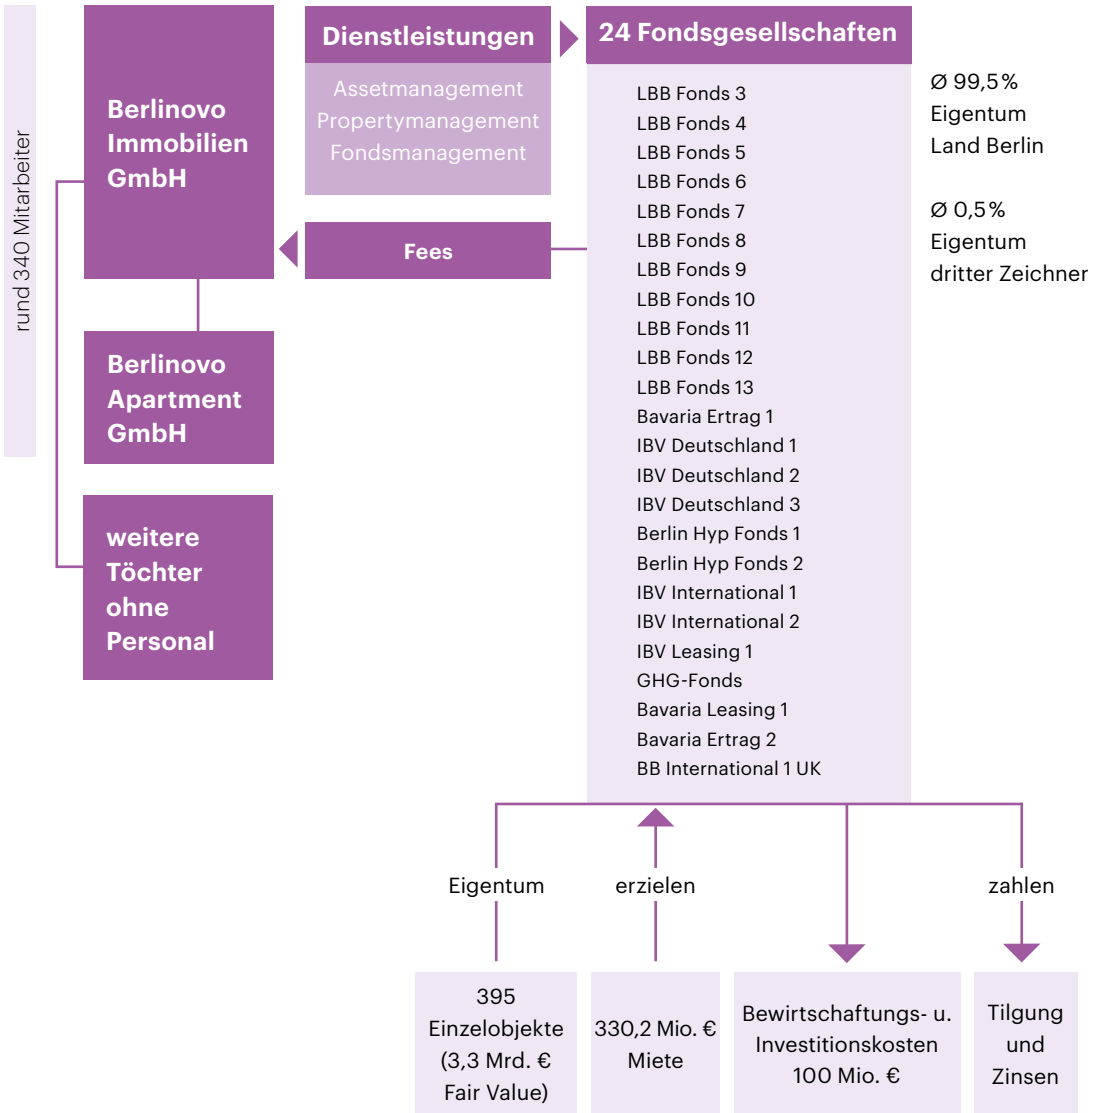 rund 340 Mitarbeiter
Berlinovo
Immobilien
GmbH
Berlinovo
Apartment
GmbH
weitere
Töchter
ohne
Personal
Dienstleistungen
Assetmanagement
Propertymanagement
Fondsmanagement
Fees
24 Fondsgesellschaften
LBB Fonds 3
LBB Fonds 4
LBB Fonds 5
LBB Fonds 6
LBB Fonds 7
LBB Fonds 8
LBB Fonds 9
LBB Fonds 10
LBB Fonds 11
LBB Fonds 12
LBB Fonds 13
Bavaria Ertrag 1
IBV Deutschland 1
IBV Deutschland 2
IBV Deutschland 3
Berlin Hyp Fonds 1
Berlin Hyp Fonds 2
IBV International 1
IBV International 2
IBV Leasing 1
GHG-Fonds
Bavaria Leasing 1
Bavaria Ertrag 2
BB International 1 UK
Ø 99,5 %
Eigentum
Land Berlin
Ø 0,5 %
Eigentum
dritter Zeichner
Eigentum
erzielen
zahlen
395
Einzelobjekte
(3,3 Mrd. €
Fair Value)
330,2 Mio. €
Miete
Bewirtschaftungs- u.
Investitionskosten
100 Mio. €
Tilgung
und
Zinsen